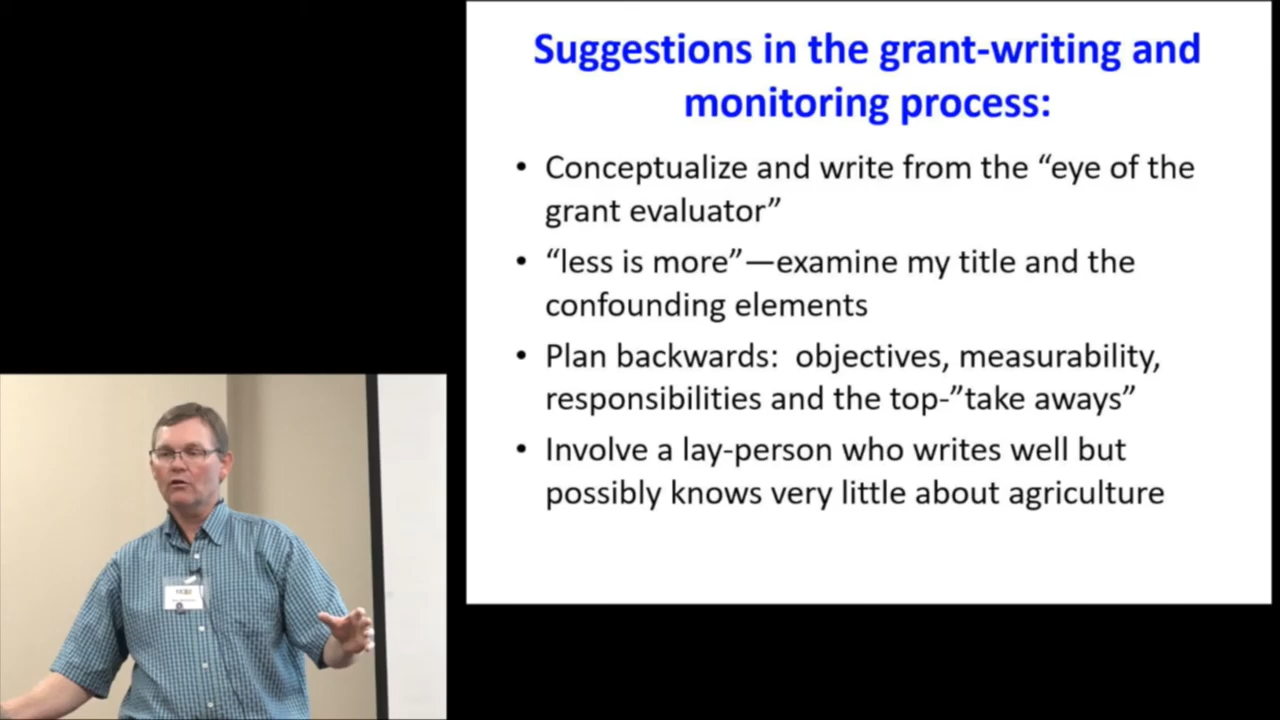 Suggestions in the grant-writing and
monitoring process:
• Conceptualize and write from the “eye of the
grant evaluator”
• “less is more”—examine my title and the
confounding elements
• Plan backwards:  objectives, measurability,
responsibilities and the top-”take aways”
• Involve a lay-person who writes well but
possibly knows very little about agriculture